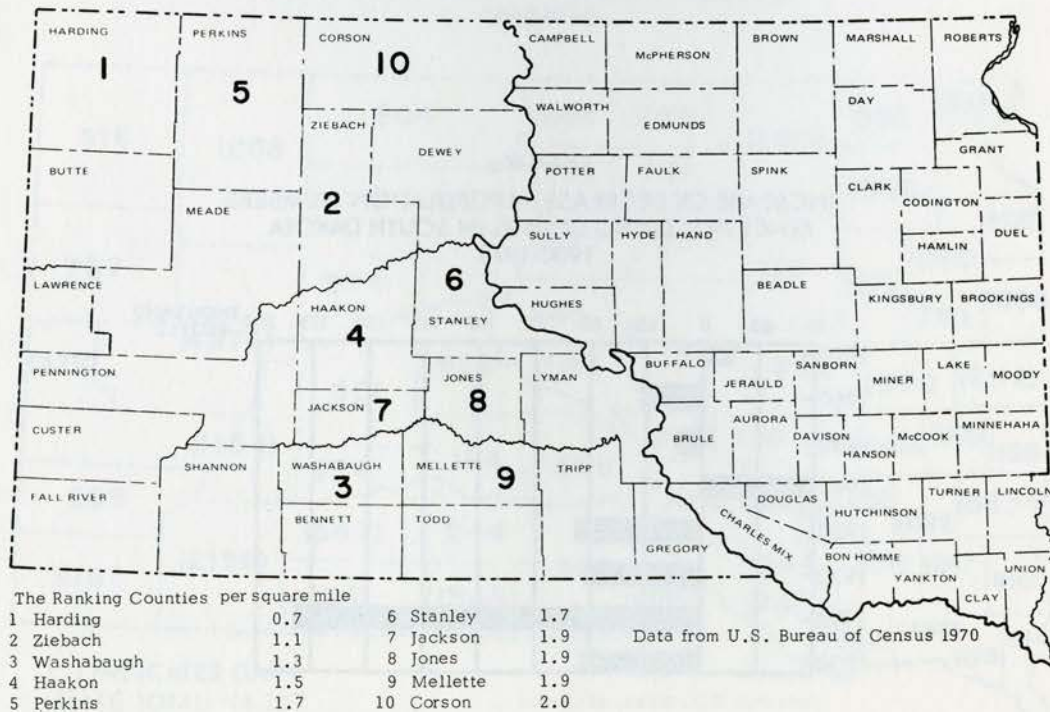 HARDING
PERKINS
CORSON
CAMPBELL
McPHERSON
BROWN
MARSHALL
ROBERTS
1
5
10
WALWORTH
EDMUNDS
DAY
GRANT
ZIEBACH
DEWEY
2
BUTTE
MEADE
POTTER
FAULK
SPINK
CLARK
CODINGTON
DUEL
HAMLIN
SULLY
HYDE
HAND
LAWRENCE
HAAKON
4
6
STANLEY
HUGHES
BEADLE
KINGSBURY
BROOKINGS
PENNINGTON
JACKSON
7
JONES
8
LYMAN
BUFFALO
JERAULD
SANBORN
MINER
LAKE
MOODY
CUSTER
BRULE
AURORA
DAVISON
HANSON
McCOOK
MINNEHAHA
SHANNON
WASHABAUGH
3
MELLETTE
9
TRIPP
FALL RIVER
BENNETT
TODD
GREGORY
CHARLES MIX
DOUGLAS
HUTCHINSON
TURNER
LINCOLN
BON HOMME
YANKTON
CLAY
UNION
The Ranking Counties per square mile
1 Harding 0.7
2 Ziebach 1.1
3 Washabaugh 1.3
4 Haakon 1.5
5 Perkins 1.7
6 Stanley 1.7
7 Jackson 1.9
8 Jones 1.9
9 Mellette 1.9
10 Corson 2.0
Data from U.S. Bureau of Census 1970